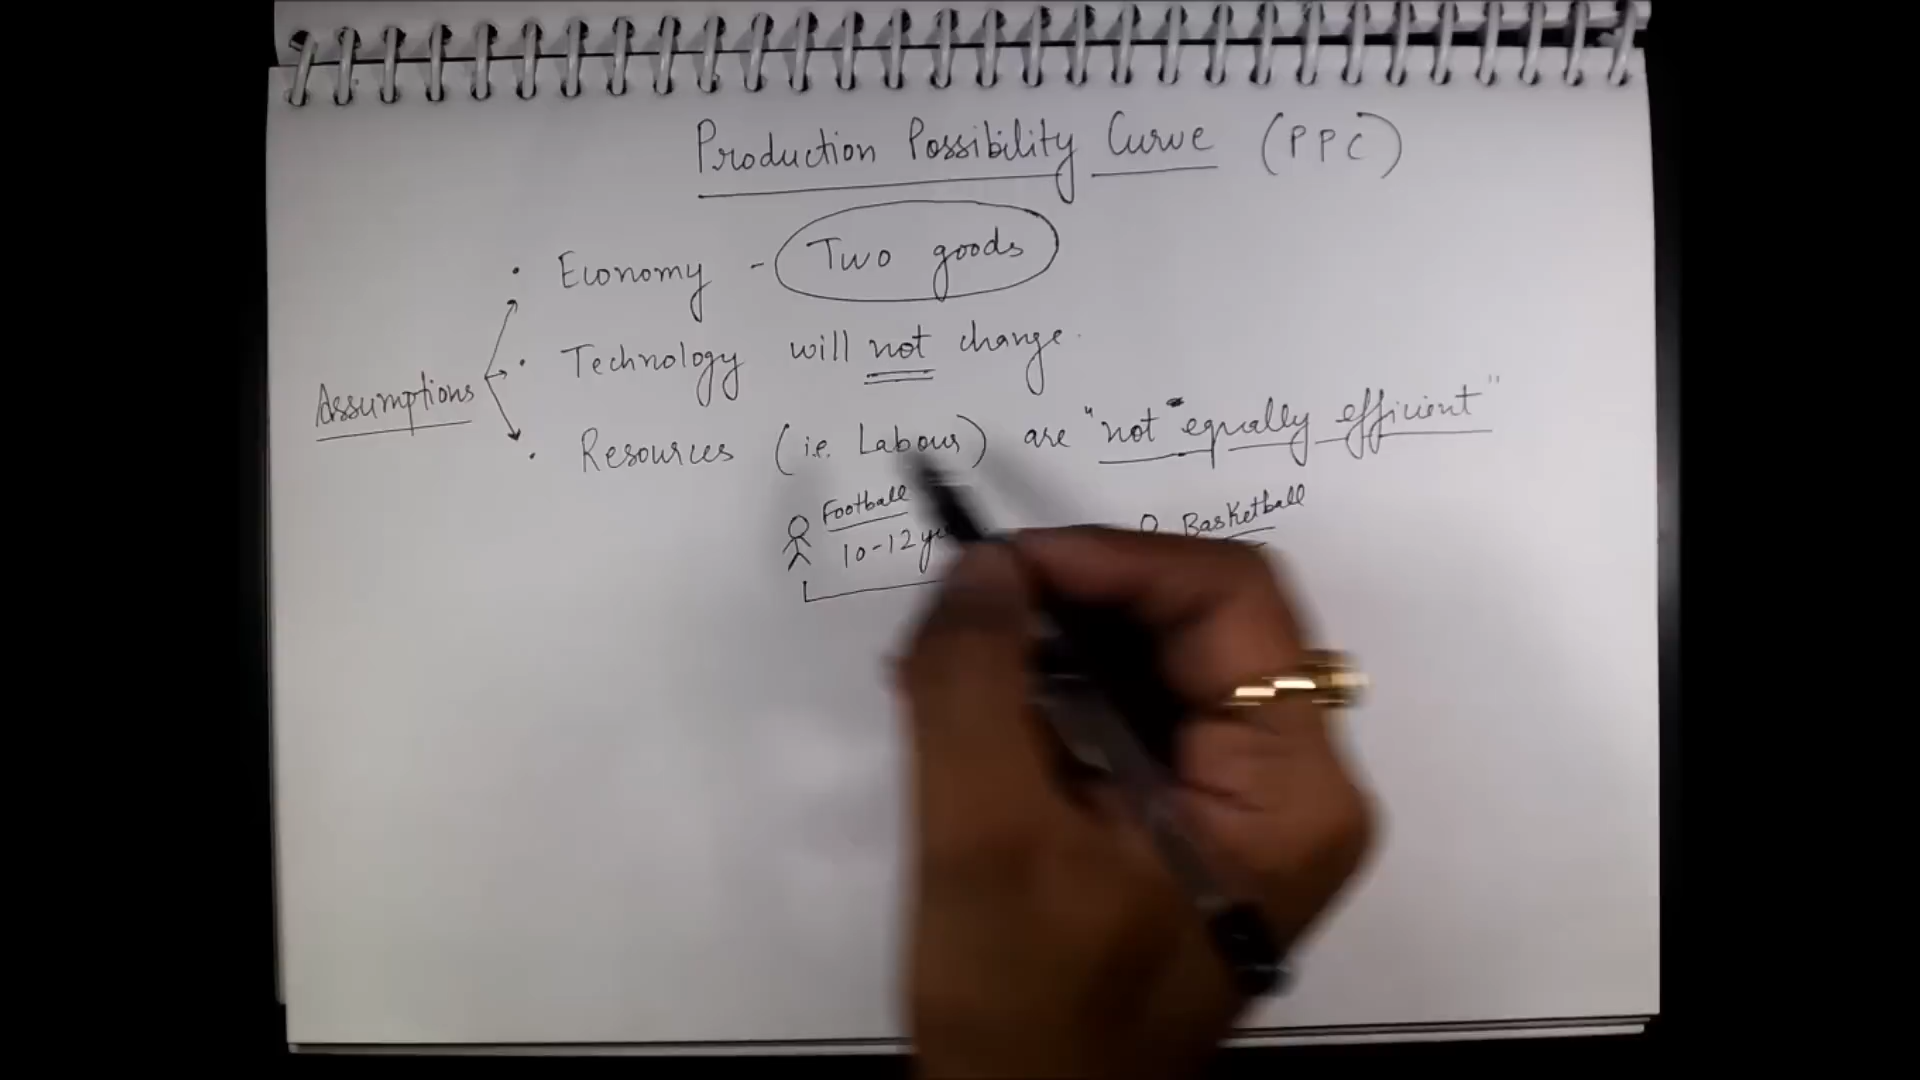 Production Possibility Curve (PPC)
• Economy - Two goods
• Technology will not change.
Assumptions
• Resources (i.e. Labour) are "not equally efficient"
Football
Basketball
10-12